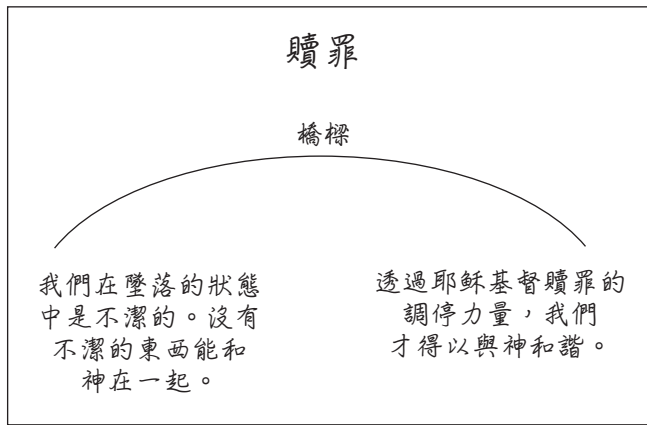 贖罪
橋樑
我們在墜落的狀態
中是不潔的。沒有
不潔的東西能和
神在一起。
透過耶穌基督贖罪的
調停力量，我們
才得以與神和諧。